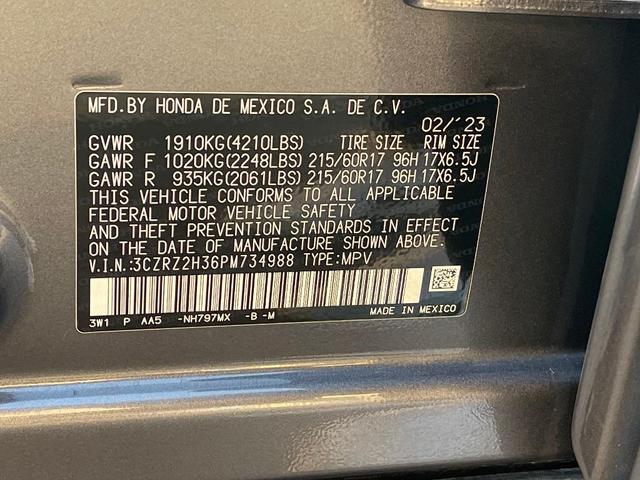 MFD.BY HONDA DE MEXICO S.A. DE C.V.
02/'23
GVWR 1910KG(4210LBS) TIRE SIZE RIM SIZE
GAWR F 1020KG(2248LBS) 215/60R17 96H 17X6.5J
GAWR R 935KG(2061LBS) 215/60R17 96H 17X6.5J
THIS VEHICLE CONFORMS TO ALL APPLICABLE
FEDERAL MOTOR VEHICLE SAFETY
AND THEFT PREVENTION STANDARDS IN EFFECT
ON THE DATE OF MANUFACTURE SHOWN ABOVE.
V.I.N.:3CZRZ2H36PM734988 TYPE:MPV
3W1 P AA5 -NH797MX -B -M MADE IN MEXICO